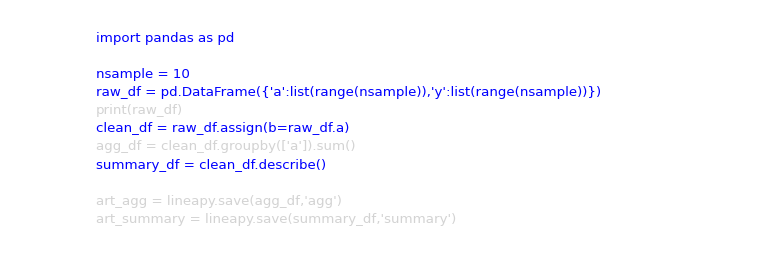 import pandas as pd
nsample = 10
raw_df = pd.DataFrame({'a':list(range(nsample)),'y':list(range(nsample))})
print(raw_df)
clean_df = raw_df.assign(b=raw_df.a)
agg_df = clean_df.groupby(['a']).sum()
summary_df = clean_df.describe()
art_agg = lineapy.save(agg_df,'agg')
art_summary = lineapy.save(summary_df,'summary')